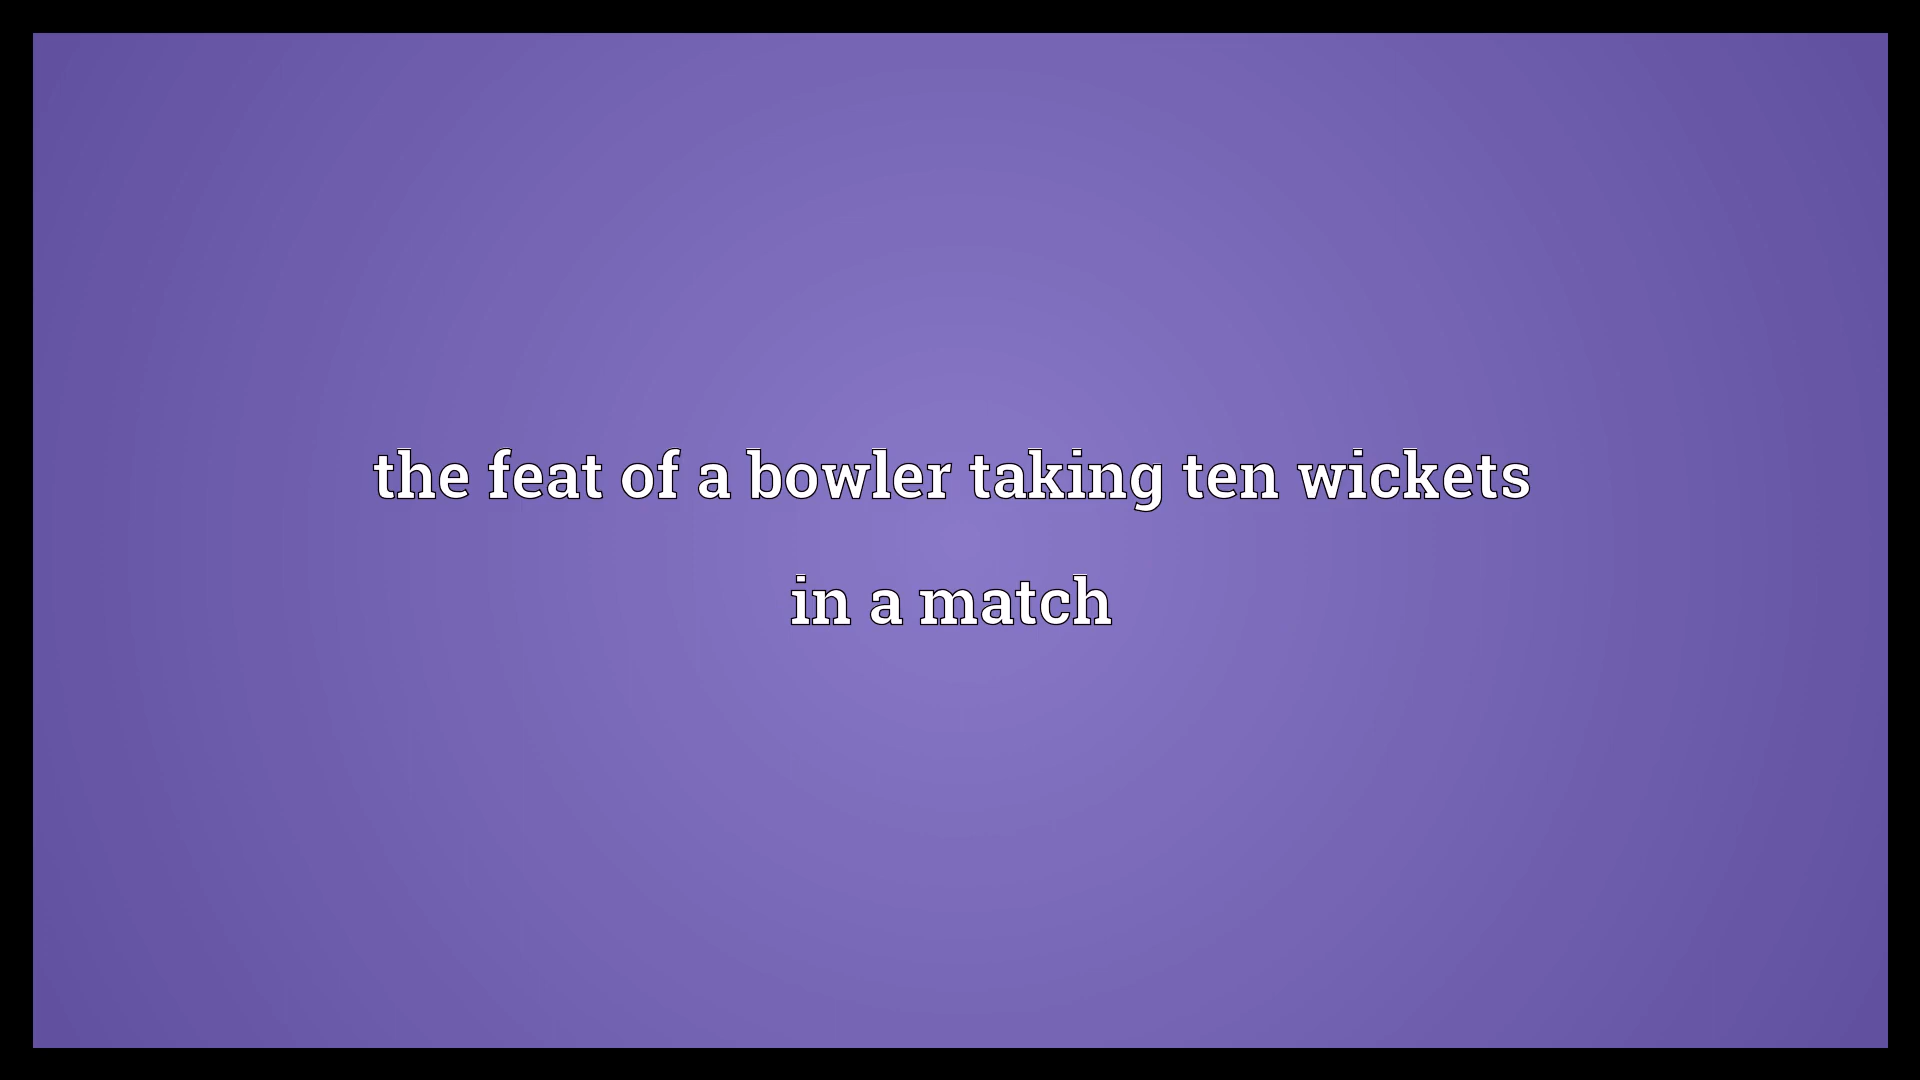 the feat of a bowler taking ten wickets
in a match